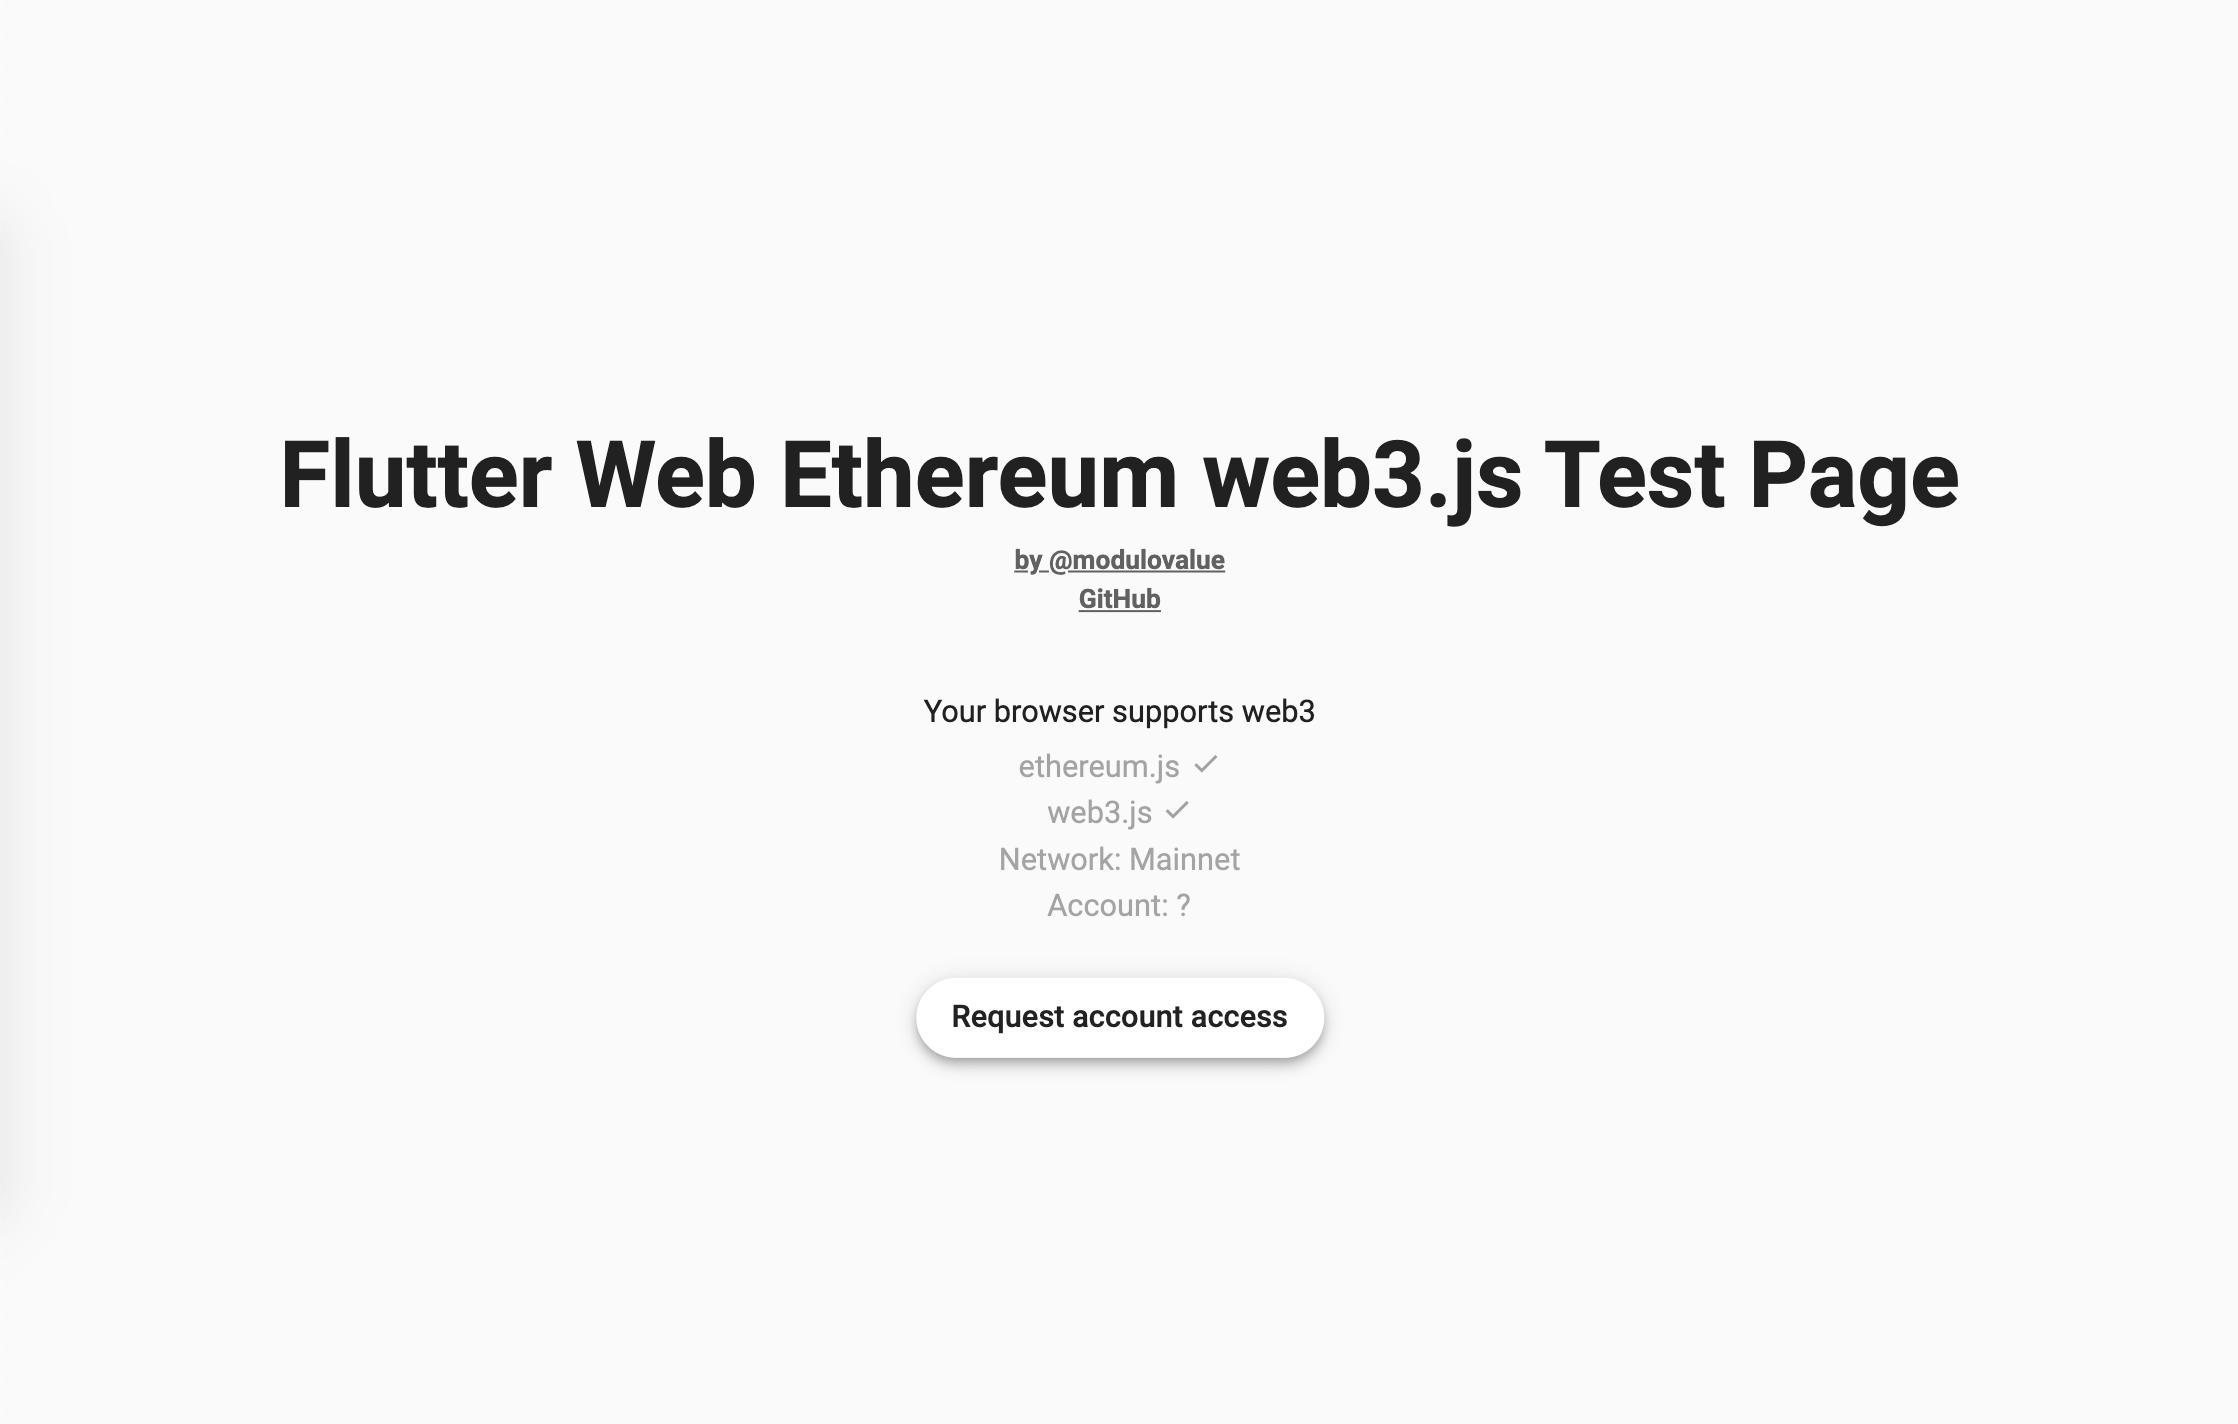 Flutter Web Ethereum web3.js Test Page
by @modulovalue
GitHub
Your browser supports web3
ethereum.js ✓
web3.js ✓
Network: Mainnet
Account: ?
Request account access